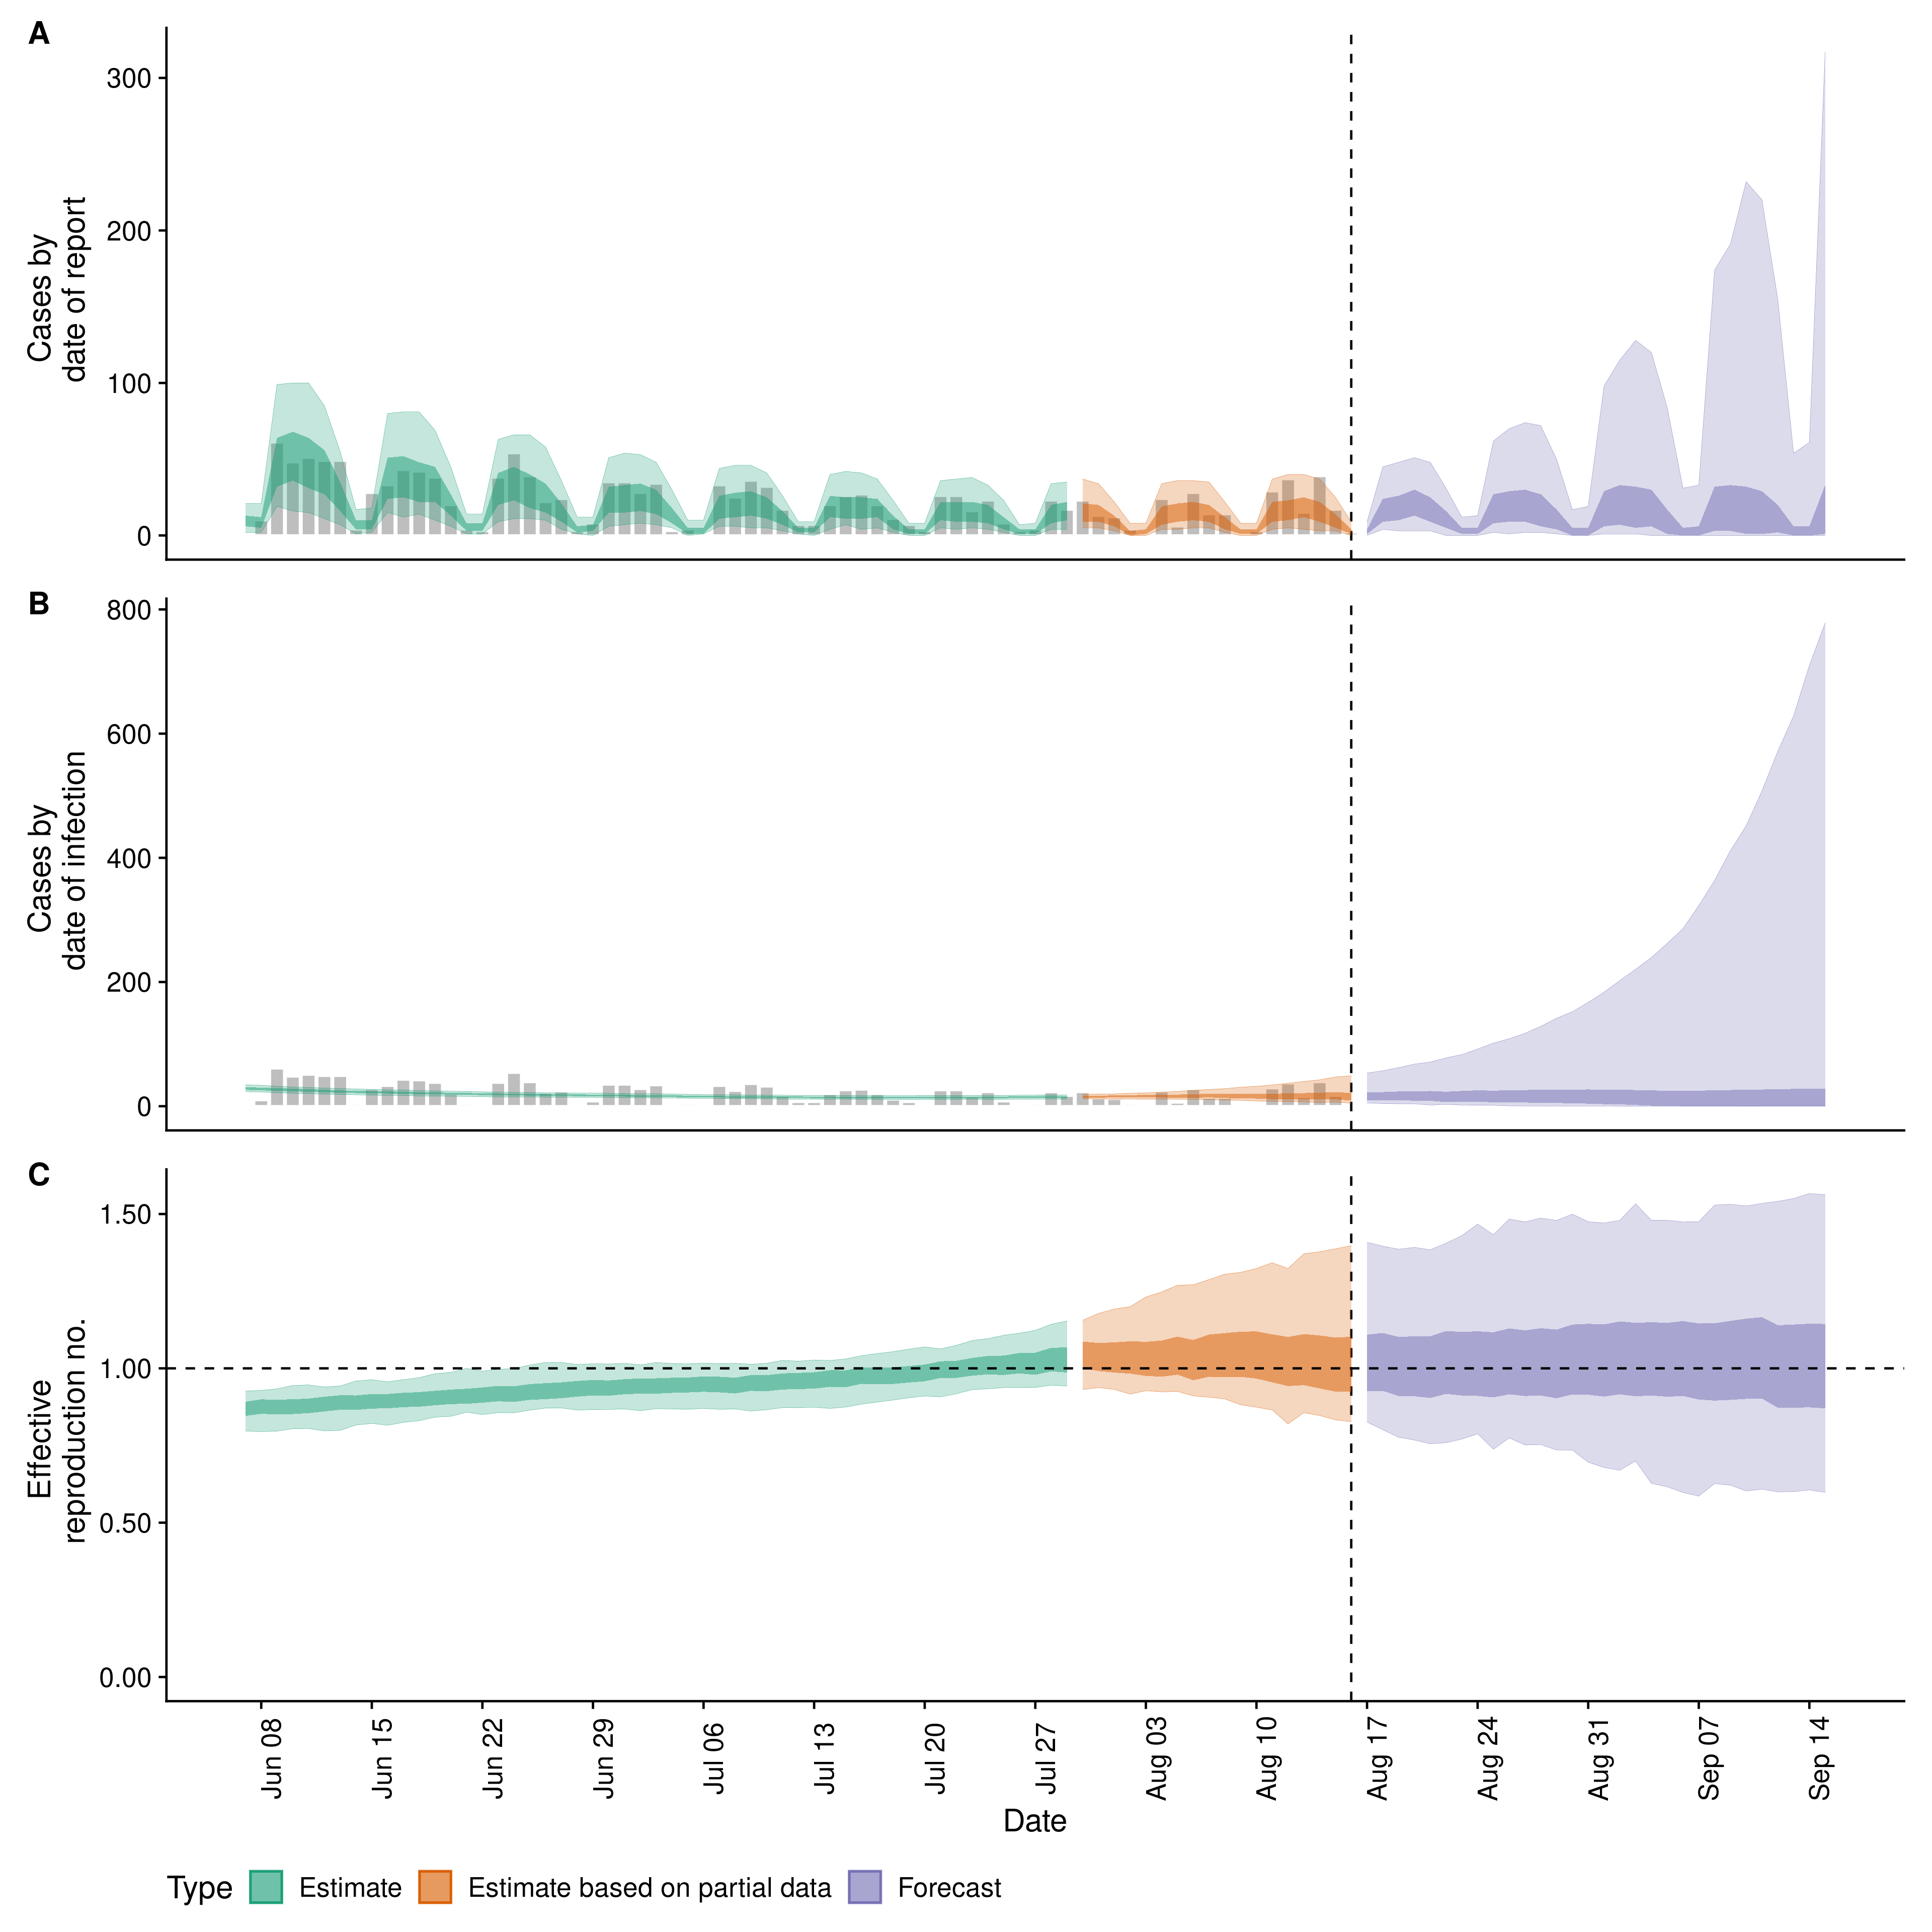 A
Cases by
date of report
300
200
100
0
B
Cases by
date of infection
800
600
400
200
0
C
Effective
reproduction no.
1.50
1.00
0.50
0.00
Jun 08
Jun 15
Jun 22
Jun 29
Jul 06
Jul 13
Jul 20
Jul 27
Aug 03
Aug 10
Aug 17
Aug 24
Aug 31
Sep 07
Sep 14
Date
Type Estimate Estimate based on partial data Forecast